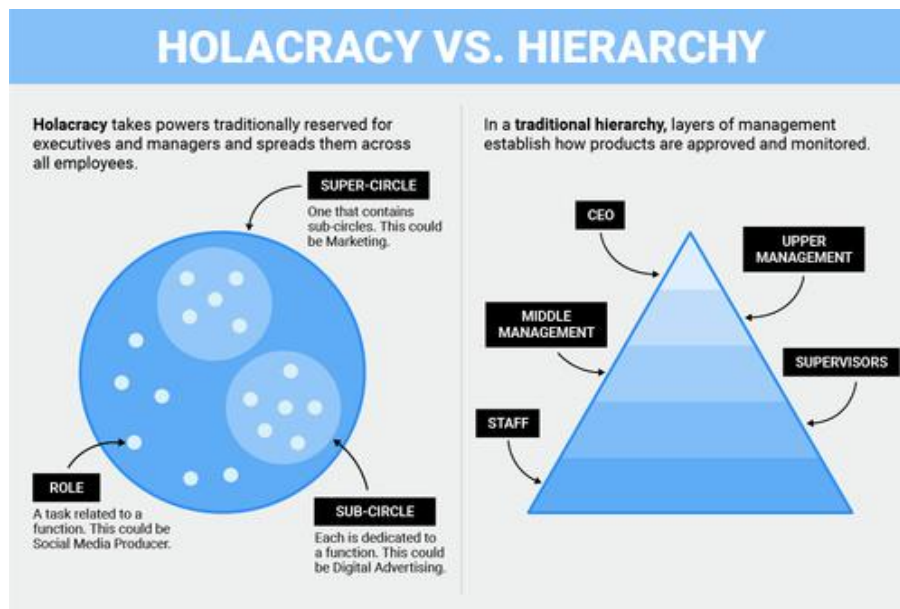 HOLACRACY VS. HIERARCHY
Holacracy takes powers traditionally reserved for
executives and managers and spreads them across
all employees.
SUPER-CIRCLE
One that contains
sub-circles. This could
be Marketing.
ROLE
A task related to a
function. This could be
Social Media Producer.
SUB-CIRCLE
Each is dedicated to
a function. This could
be Digital Advertising.
In a traditional hierarchy, layers of management
establish how products are approved and monitored.
CEO
UPPER
MANAGEMENT
MIDDLE
MANAGEMENT
SUPERVISORS
STAFF